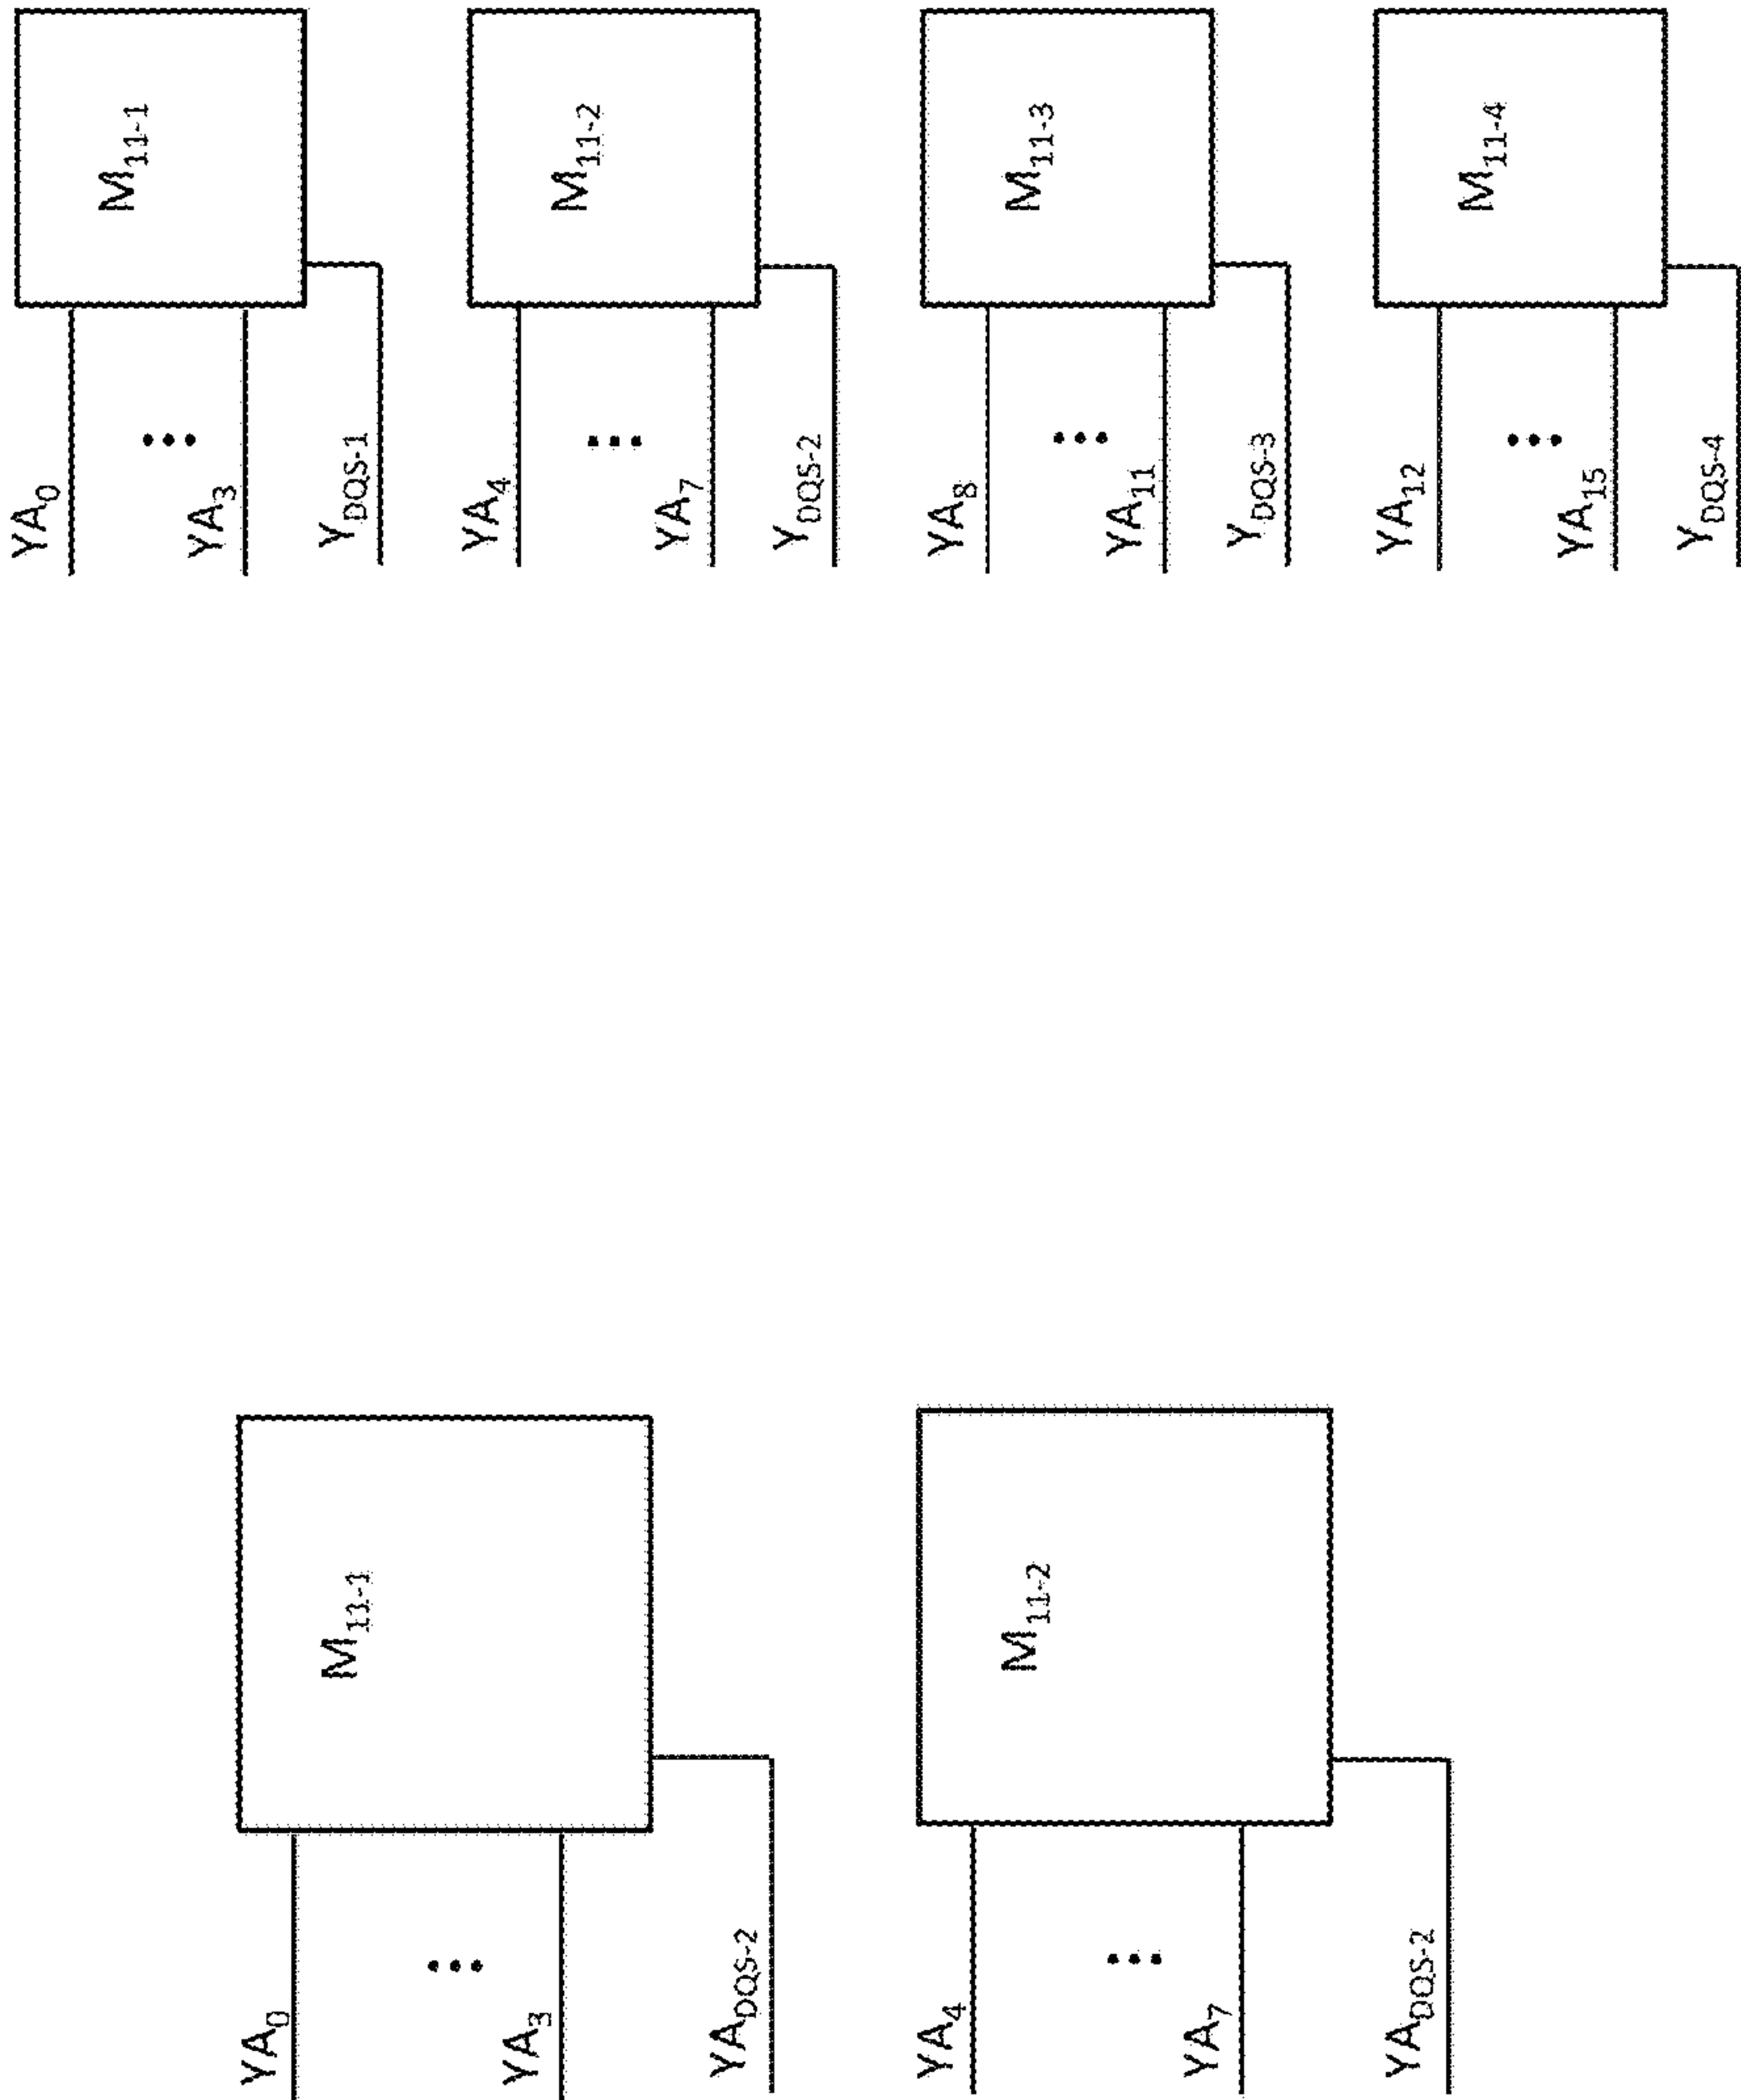 YA0
YA3
YADQS-2
M11-1
YA4
YA7
YADQS-2
M11-2
YA0
YA3
YDQS-1
M11-1
YA4
YA7
YDQS-2
M11-2
YA8
YA11
YDQS-3
M11-3
YA12
YA15
YDQS-4
M11-4